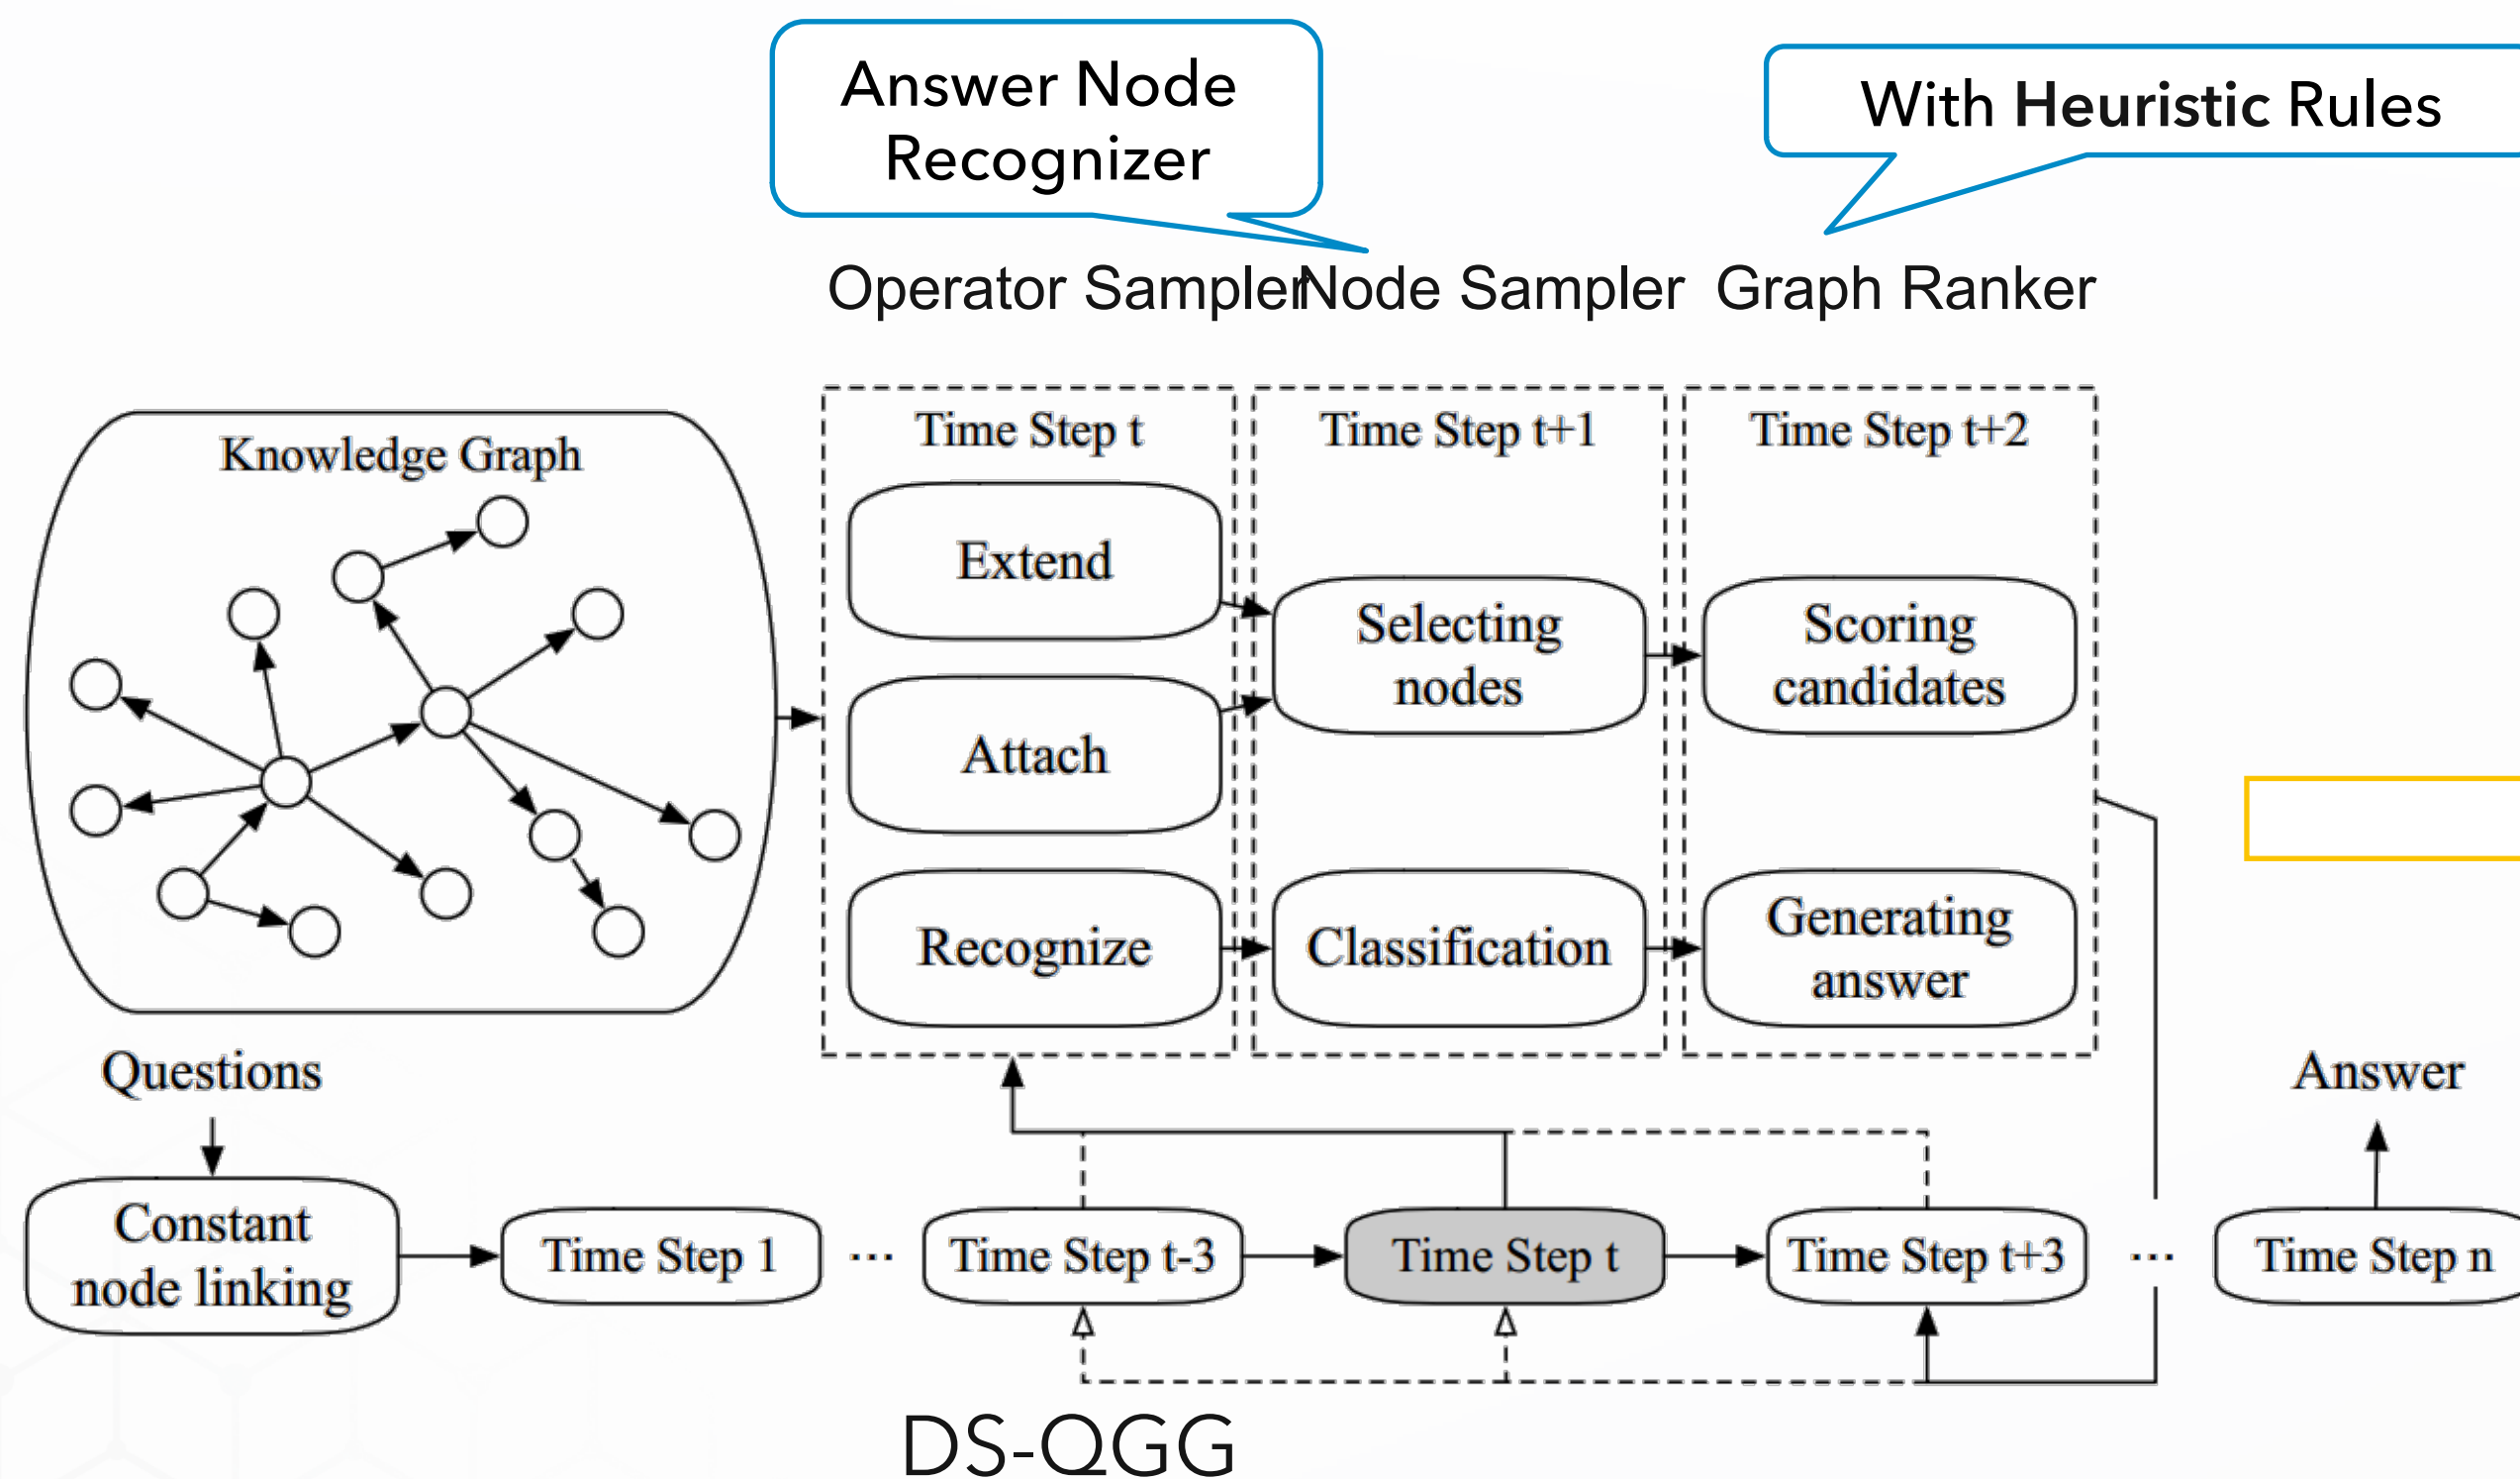 Answer Node
Recognizer
With Heuristic Rules
Operator Sampler
Node Sampler
Graph Ranker
Knowledge Graph
Time Step t
Time Step t+1
Time Step t+2
Extend
Attach
Recognize
Selecting
nodes
Classification
Scoring
candidates
Generating
answer
Questions
Answer
Constant
node linking
Time Step 1
...
Time Step t-3
Time Step t
Time Step t+3
...
Time Step n
DS-QGG